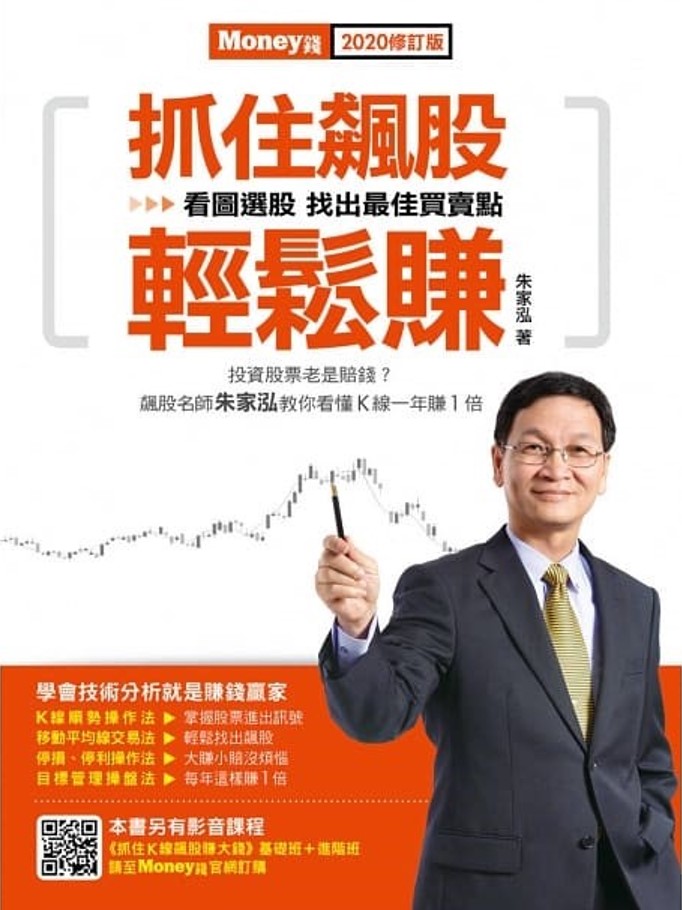 Money錢 2020修訂版
抓住飆股
看圖選股 找出最佳買賣點
輕鬆賺
朱家泓 著
投資股票老是賠錢?
飆股名師朱家泓教你看懂K線一年賺1倍
學會技術分析就是賺錢贏家
K線順勢操作法 ▶ 掌握股票進出訊號
移動平均線交易法 ▶ 輕鬆找出飆股
停損、停利操作法 ▶ 大賺小賠沒煩惱
目標管理操盤法 ▶ 每年這樣賺1倍
本書另有影音課程
《抓住K線飆股賺大錢》基礎班+進階班
請至Money錢官網訂購